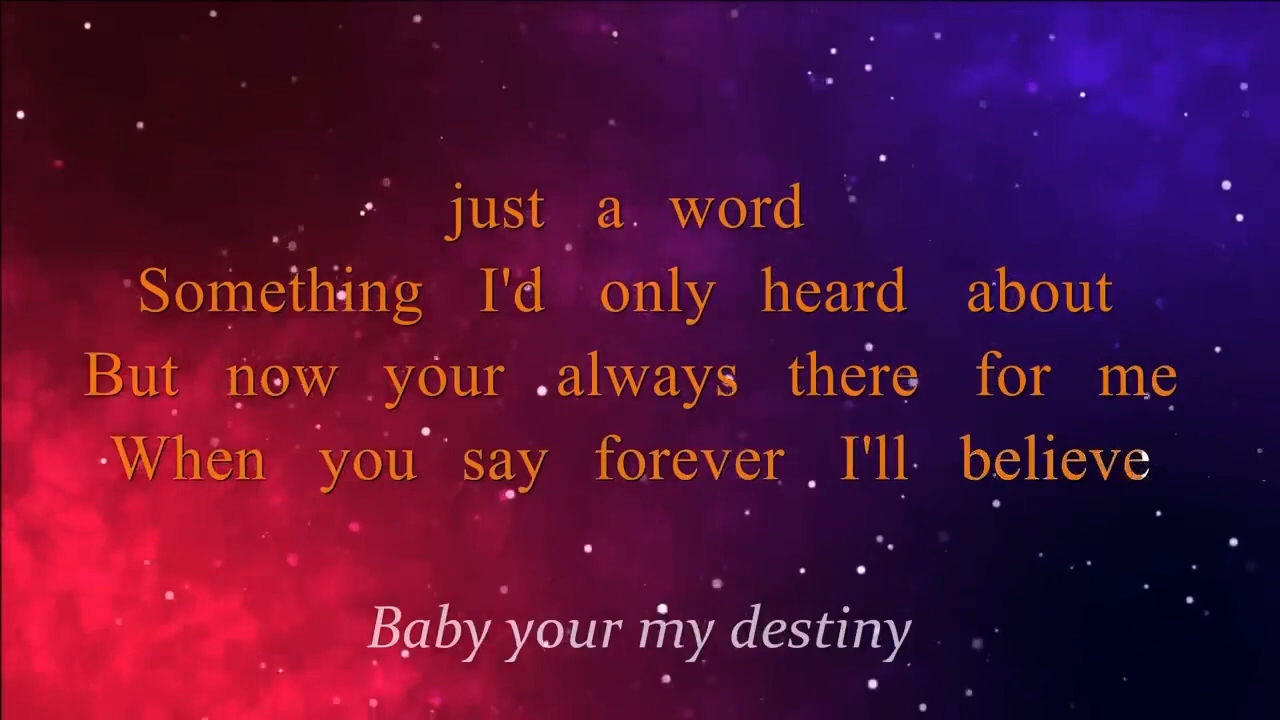 just a word
Something I'd only heard about
But now your always there for me
When you say forever I'll believe
Baby your my destiny